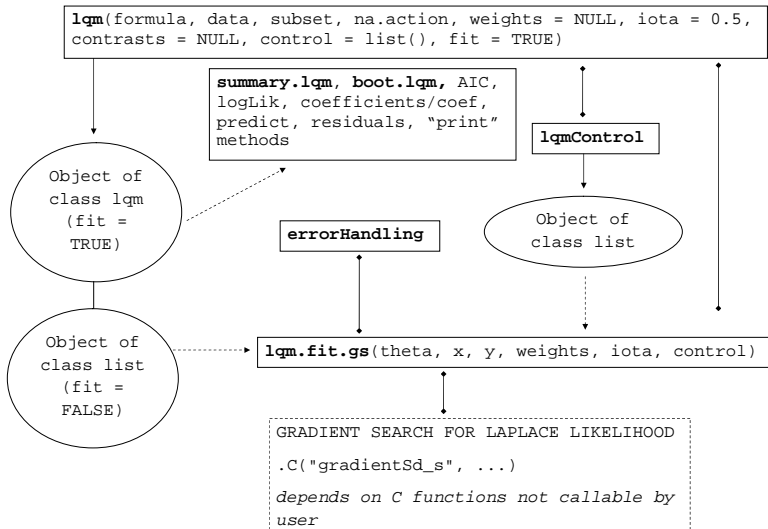 lqm(formula, data, subset, na.action, weights = NULL, iota = 0.5,
contrasts = NULL, control = list(), fit = TRUE)
summary.lqm, boot.lqm, AIC,
logLik, coefficients/coef,
predict, residuals, “print”
methods
lqmControl
Object of
class lqm
(fit =
TRUE)
Object of
class list
errorHandling
Object of
class list
(fit =
FALSE)
lqm.fit.gs(theta, x, y, weights, iota, control)
GRADIENT SEARCH FOR LAPLACE LIKELIHOOD
.C("gradientSd_s", ...)
depends on C functions not callable by
user